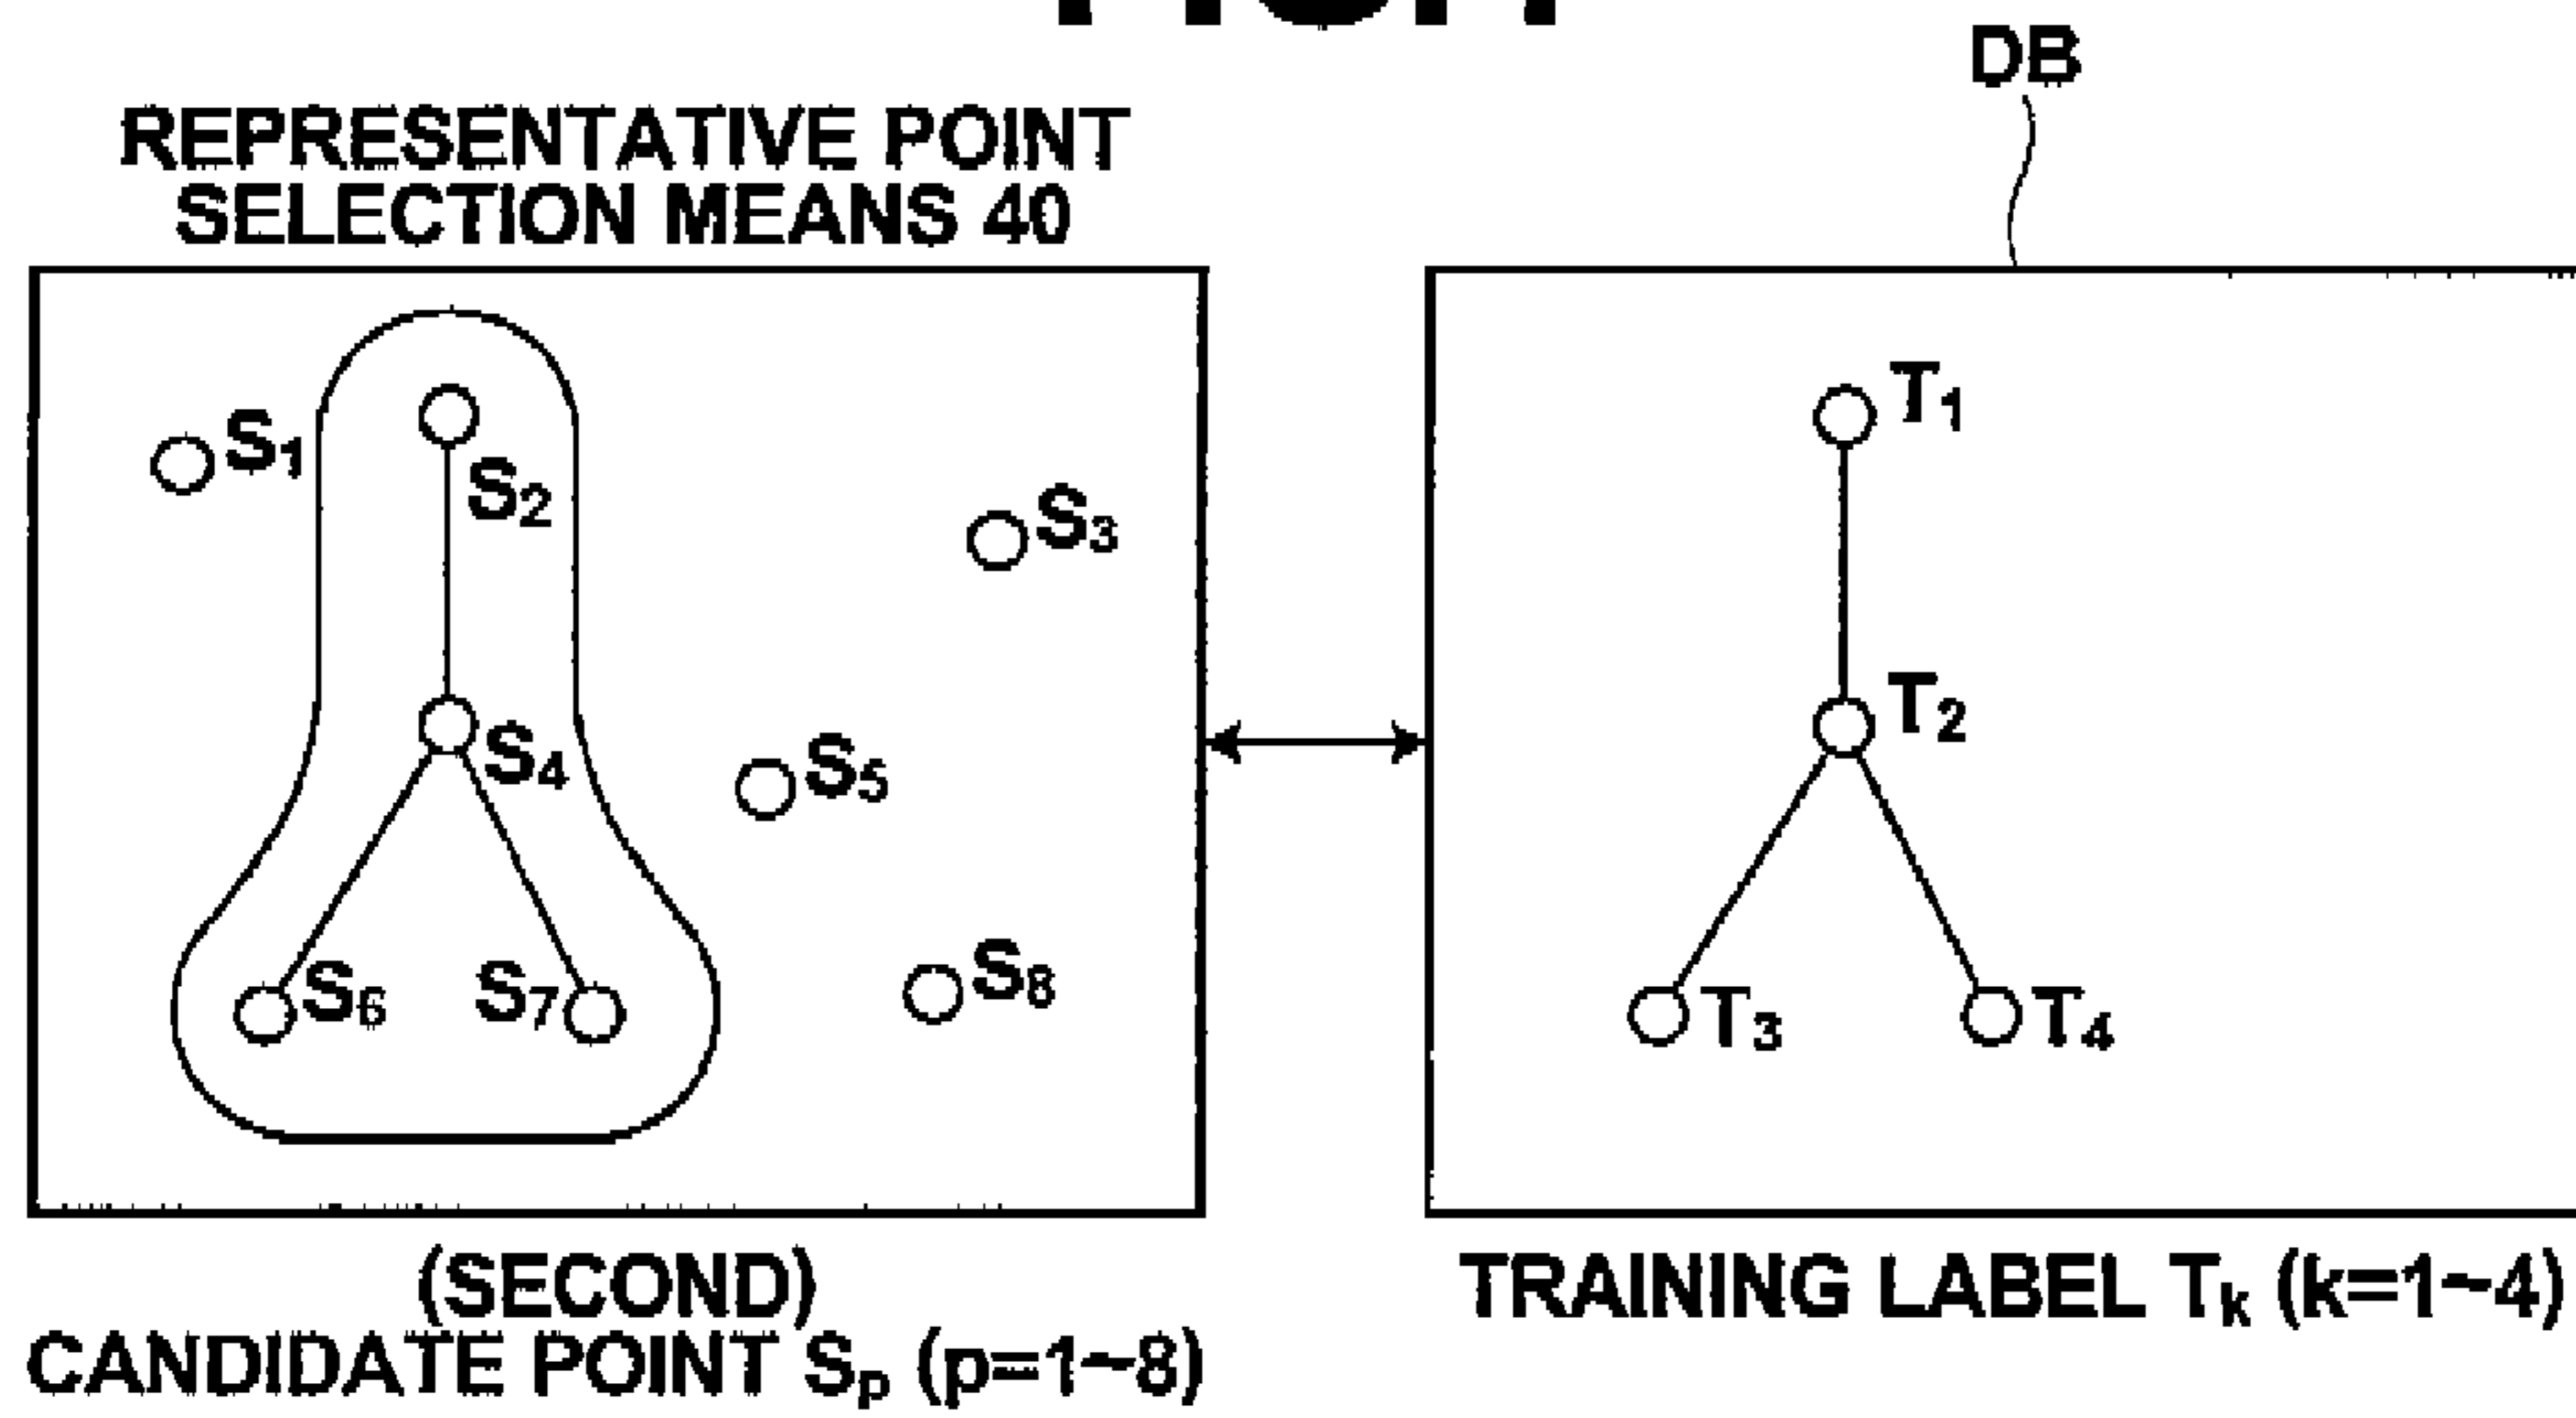 DB
REPRESENTATIVE POINT
SELECTION MEANS 40
S1
S2
S3
S4
S5
S6
S7
S8
T1
T2
T3
T4
(SECOND)
CANDIDATE POINT Sp (p=1~8)
TRAINING LABEL Tk (k=1~4)